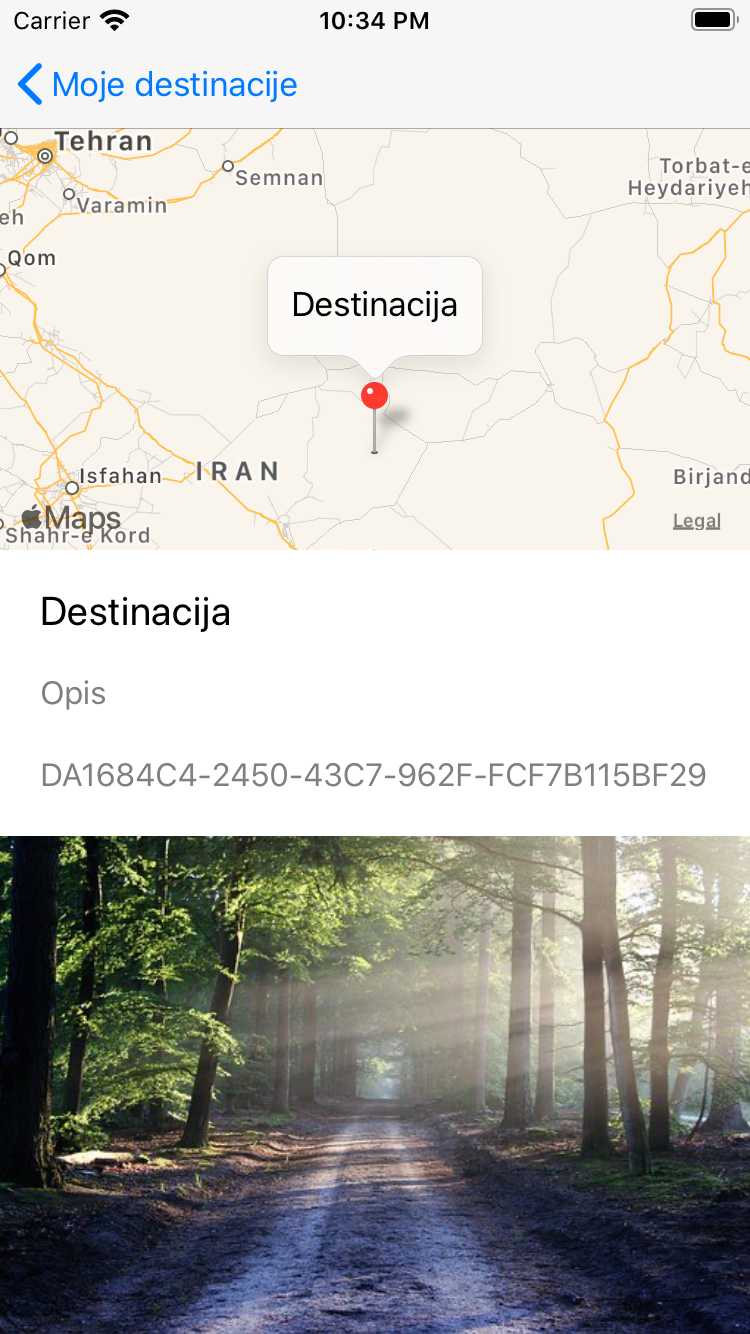 Carrier 10:34 PM
Moje destinacije
Tehran
Semnan
Torbat-e
Heydariyeh
Varamin
eh
Qom
Destinacija
Isfahan
IRAN
Birjand
Maps
Legal
Shahr-e Kord
Destinacija
Opis
DA1684C4-2450-43C7-962F-FCF7B115BF29